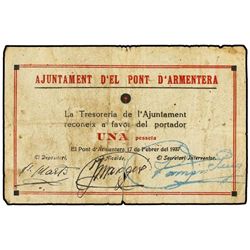 AJUNTAMENT D'EL PONT D'ARMENTERA
La Tresoreria de l'Ajuntament
reconeix a favor del portador
UNA pesseta
El Pont d'Armentera 17 de Febrer del 1937
El Depositari, L'Alcalde, El Secretari Interventor,